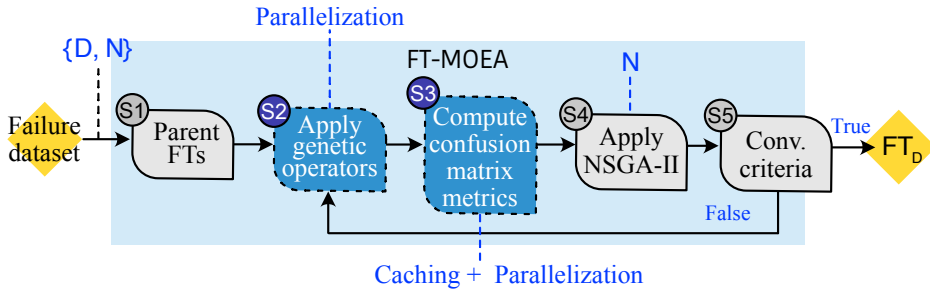 Parallelization
{D, N}
FT-MOEA
N
Failure
dataset
S1
Parent
FTs
S2
Apply
genetic
operators
S3
Compute
confusion
matrix
metrics
S4
Apply
NSGA-II
S5
Conv.
criteria
True
FT_D
False
Caching + Parallelization